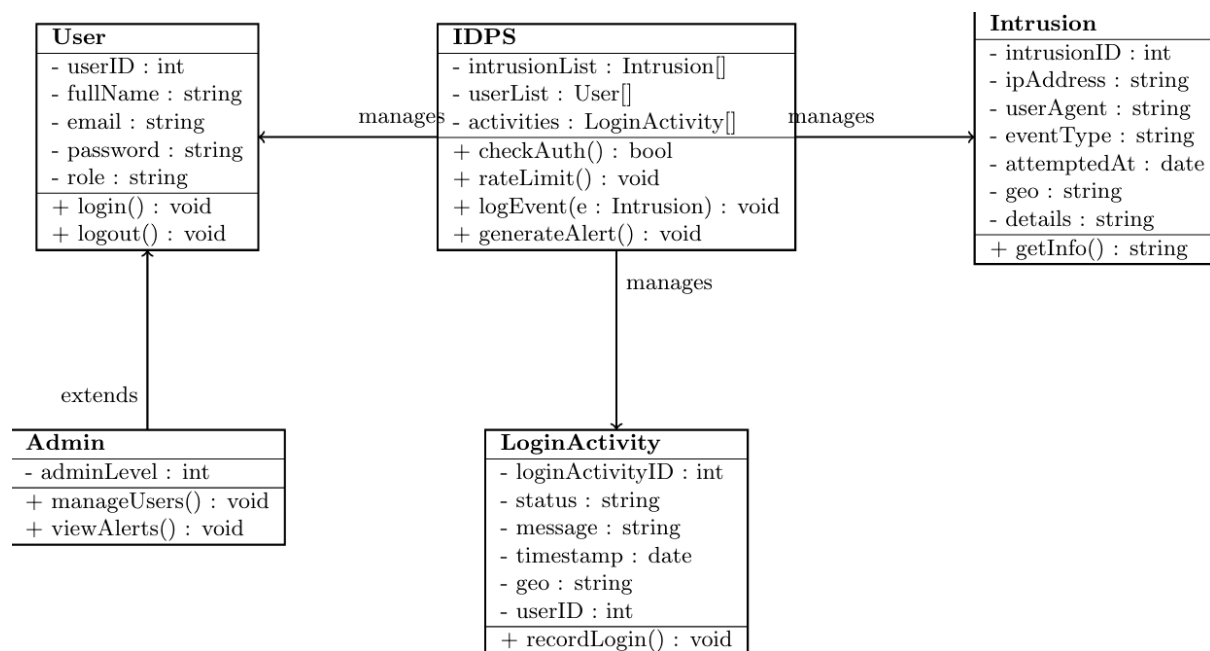 User
- userID : int
- fullName : string
- email : string
- password : string
- role : string
+ login() : void
+ logout() : void
manages
IDPS
- intrusionList : Intrusion[]
- userList : User[]
- activities : LoginActivity[]
+ checkAuth() : bool
+ rateLimit() : void
+ logEvent(e : Intrusion) : void
+ generateAlert() : void
manages
Intrusion
- intrusionID : int
- ipAddress : string
- userAgent : string
- eventType : string
- attemptedAt : date
- geo : string
- details : string
+ getInfo() : string
manages
extends
Admin
- adminLevel : int
+ manageUsers() : void
+ viewAlerts() : void
LoginActivity
- loginActivityID : int
- status : string
- message : string
- timestamp : date
- geo : string
- userID : int
+ recordLogin() : void